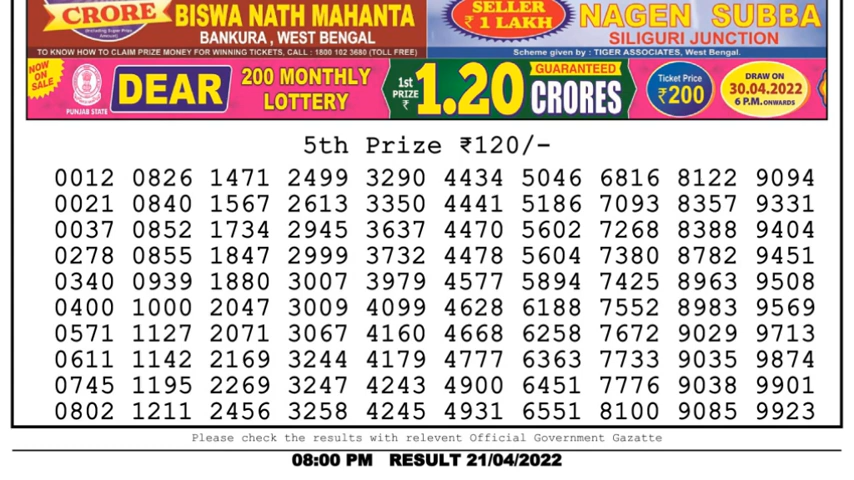 CRORE
BISWA NATH MAHANTA
BANKURA, WEST BENGAL
TO KNOW HOW TO CLAIM PRIZE MONEY FOR WINNING TICKETS, CALL : 1800 102 3680 (TOLL FREE)
SELLER
₹ 1 LAKH
NAGEN SUBBA
SILIGURI JUNCTION
Scheme given by : TIGER ASSOCIATES, West Bengal.
NOW ON SALE
PUNJAB STATE
DEAR
200 MONTHLY
LOTTERY
1st
PRIZE
₹
1.20
GUARANTEED
CRORES
Ticket Price
₹200
DRAW ON
30.04.2022
6 P.M. ONWARDS
5th Prize ₹120/-
0012 0826 1471 2499 3290 4434 5046 6816 8122 9094
0021 0840 1567 2613 3350 4441 5186 7093 8357 9331
0037 0852 1734 2945 3637 4470 5602 7268 8388 9404
0278 0855 1847 2999 3732 4478 5604 7380 8782 9451
0340 0939 1880 3007 3979 4577 5894 7425 8963 9508
0400 1000 2047 3009 4099 4628 6188 7552 8983 9569
0571 1127 2071 3067 4160 4668 6258 7672 9029 9713
0611 1142 2169 3244 4179 4777 6363 7733 9035 9874
0745 1195 2269 3247 4243 4900 6451 7776 9038 9901
0802 1211 2456 3258 4245 4931 6551 8100 9085 9923
Please check the results with relevent Official Government Gazatte
08:00 PM RESULT 21/04/2022